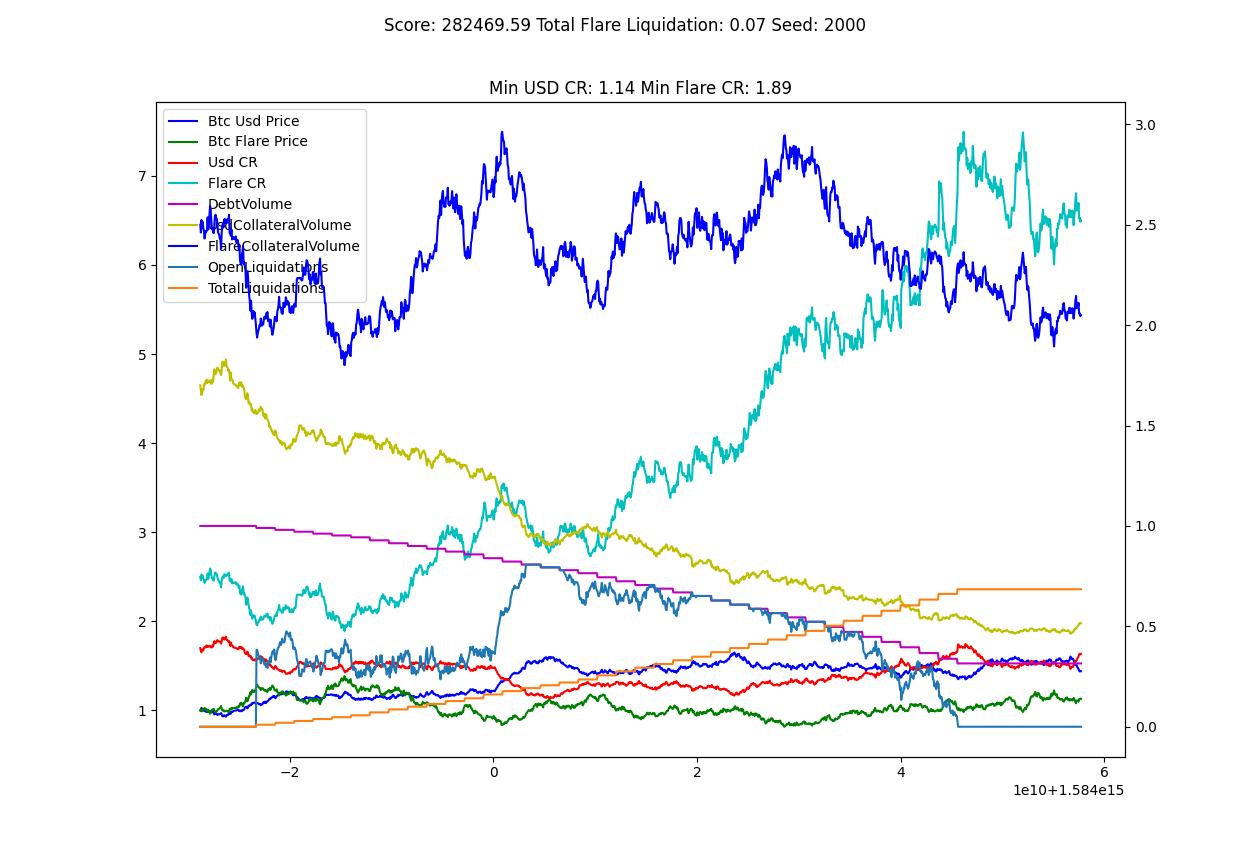 Score: 282469.59 Total Flare Liquidation: 0.07 Seed: 2000
Min USD CR: 1.14 Min Flare CR: 1.89
Btc Usd Price
Btc Flare Price
Usd CR
Flare CR
DebtVolume
UsdCollateralVolume
FlareCollateralVolume
OpenLiquidations
TotalLiquidations
7
6
5
4
3
2
1
3.0
2.5
2.0
1.5
1.0
0.5
0.0
−2
0
2
4
6
1e10+1.584e15